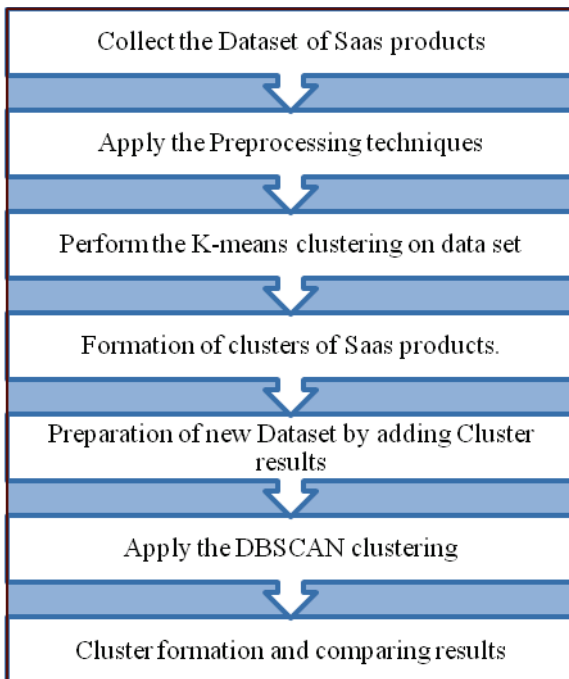 Collect the Dataset of Saas products
Apply the Preprocessing techniques
Perform the K-means clustering on data set
Formation of clusters of Saas products.
Preparation of new Dataset by adding Cluster
results
Apply the DBSCAN clustering
Cluster formation and comparing results